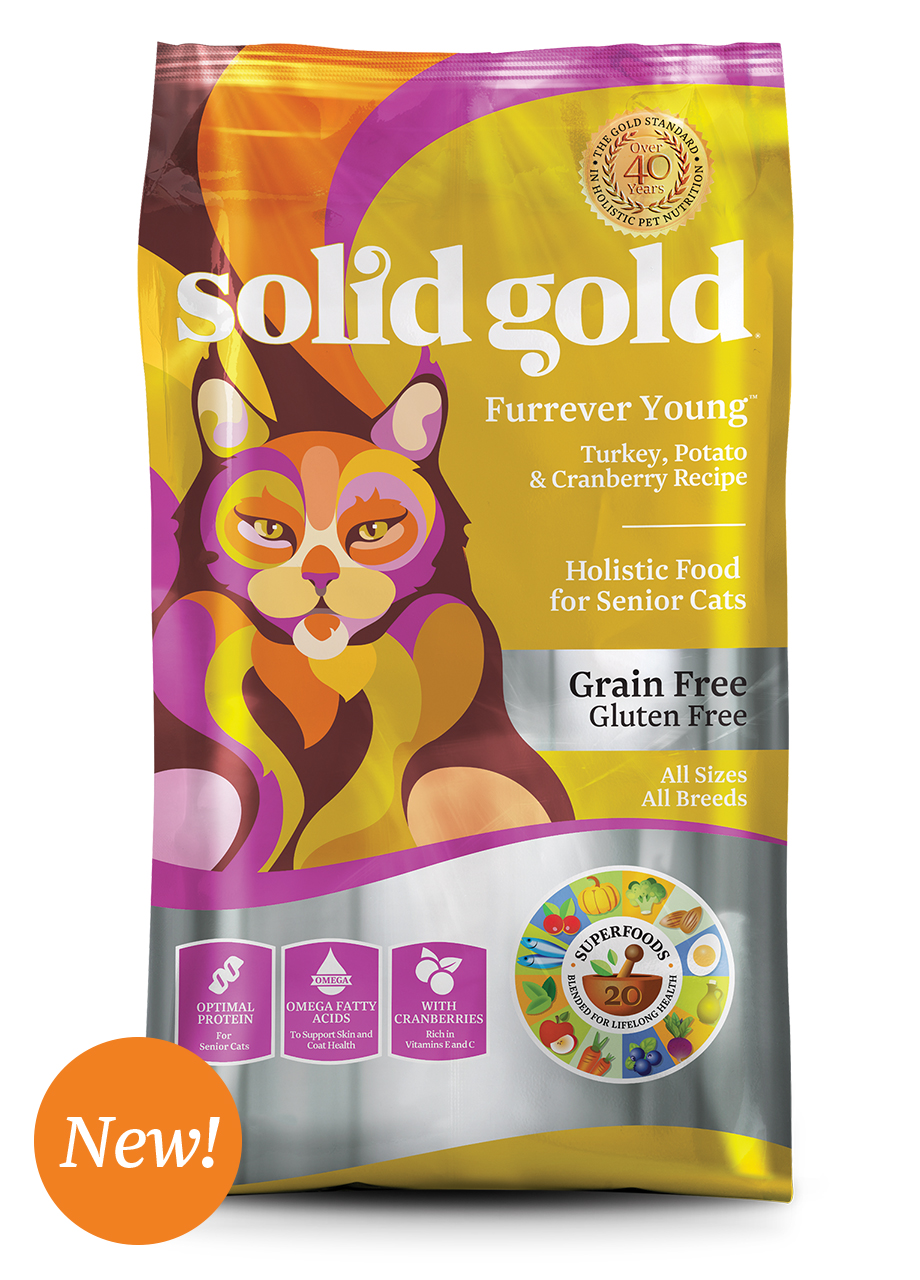 THE GOLD STANDARD
Over
40
Years
IN HOLISTIC PET NUTRITION
solid gold®
Furrever Young™
Turkey, Potato
& Cranberry Recipe
Holistic Food
for Senior Cats
Grain Free
Gluten Free
All Sizes
All Breeds
SUPERFOODS
20
BLENDED FOR LIFELONG HEALTH
OPTIMAL
PROTEIN
For
Senior Cats
OMEGA
OMEGA FATTY
ACIDS
To Support Skin and
Coat Health
WITH
CRANBERRIES
Rich in
Vitamins E and C
New!